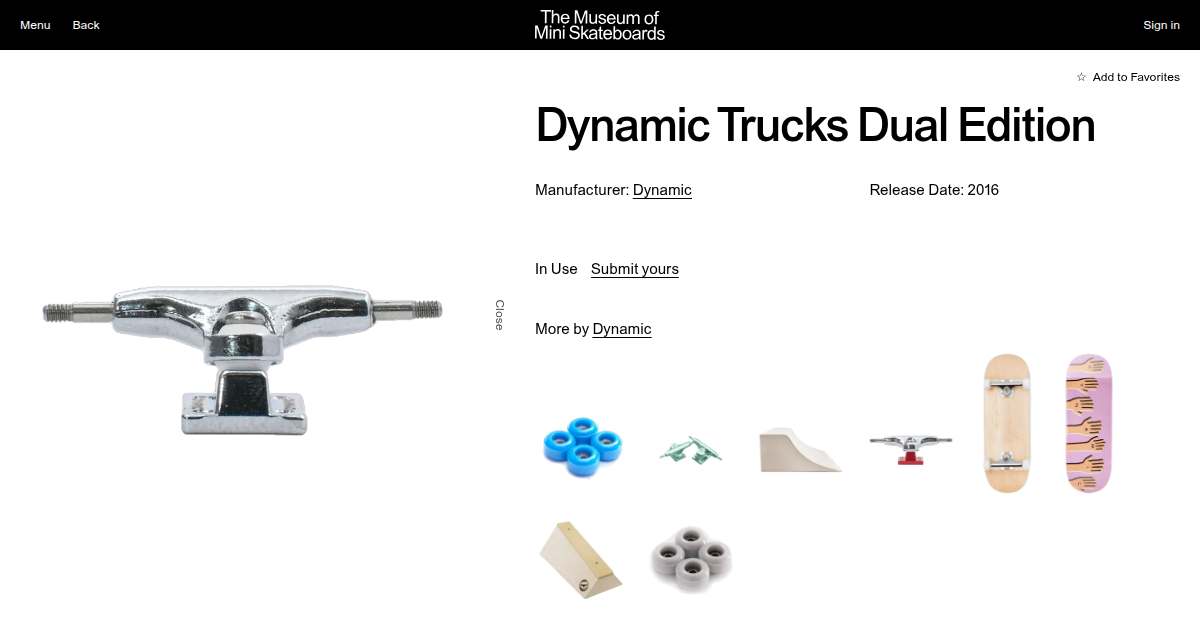 Menu
Back
The Museum of
Mini Skateboards
Sign in
☆ Add to Favorites
Dynamic Trucks Dual Edition
Manufacturer: Dynamic
Release Date: 2016
In Use Submit yours
Close
More by Dynamic